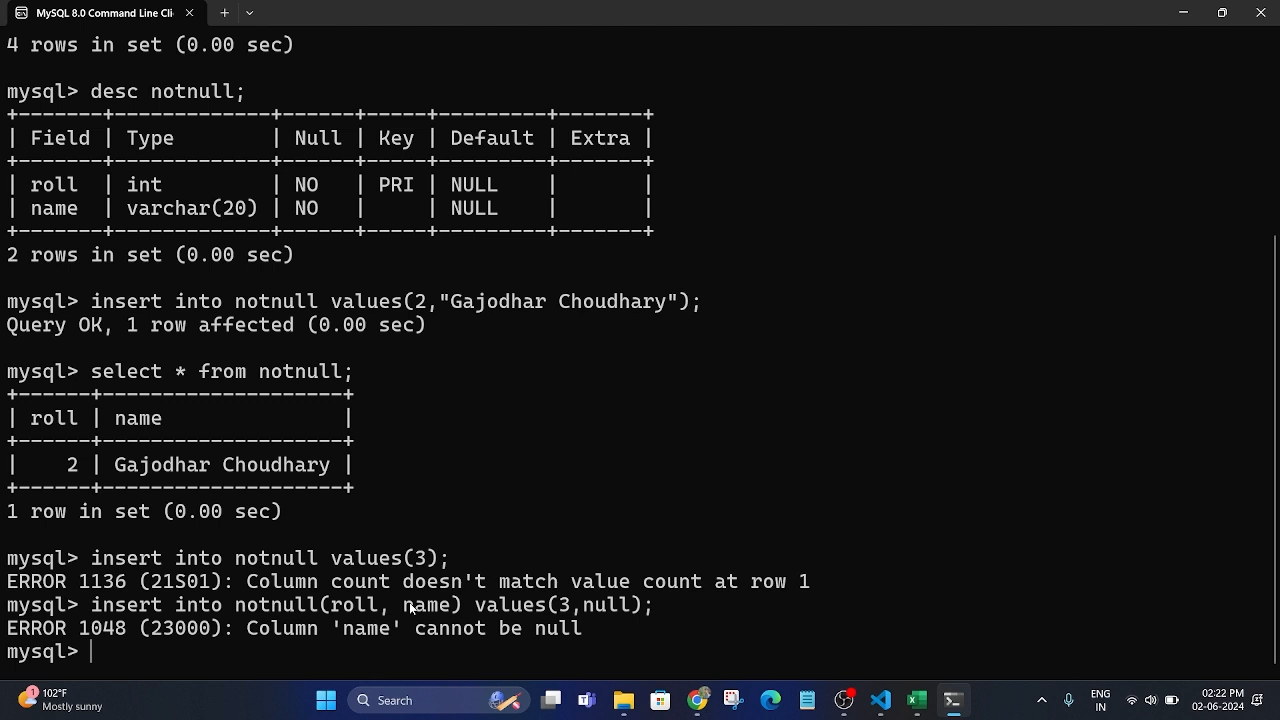 MySQL 8.0 Command Line Cli
4 rows in set (0.00 sec)
mysql> desc notnull;
+-------+-------------+------+-----+---------+-------+
| Field | Type        | Null | Key | Default | Extra |
+-------+-------------+------+-----+---------+-------+
| roll  | int         | NO   | PRI | NULL    |       |
| name  | varchar(20) | NO   |     | NULL    |       |
+-------+-------------+------+-----+---------+-------+
2 rows in set (0.00 sec)
mysql> insert into notnull values(2,"Gajodhar Choudhary");
Query OK, 1 row affected (0.00 sec)
mysql> select * from notnull;
+------+--------------------+
| roll | name               |
+------+--------------------+
|    2 | Gajodhar Choudhary |
+------+--------------------+
1 row in set (0.00 sec)
mysql> insert into notnull values(3);
ERROR 1136 (21S01): Column count doesn't match value count at row 1
mysql> insert into notnull(roll, name) values(3,null);
ERROR 1048 (23000): Column 'name' cannot be null
mysql>
1
102°F
Mostly sunny
Search
ENG
IN
02:22 PM
02-06-2024